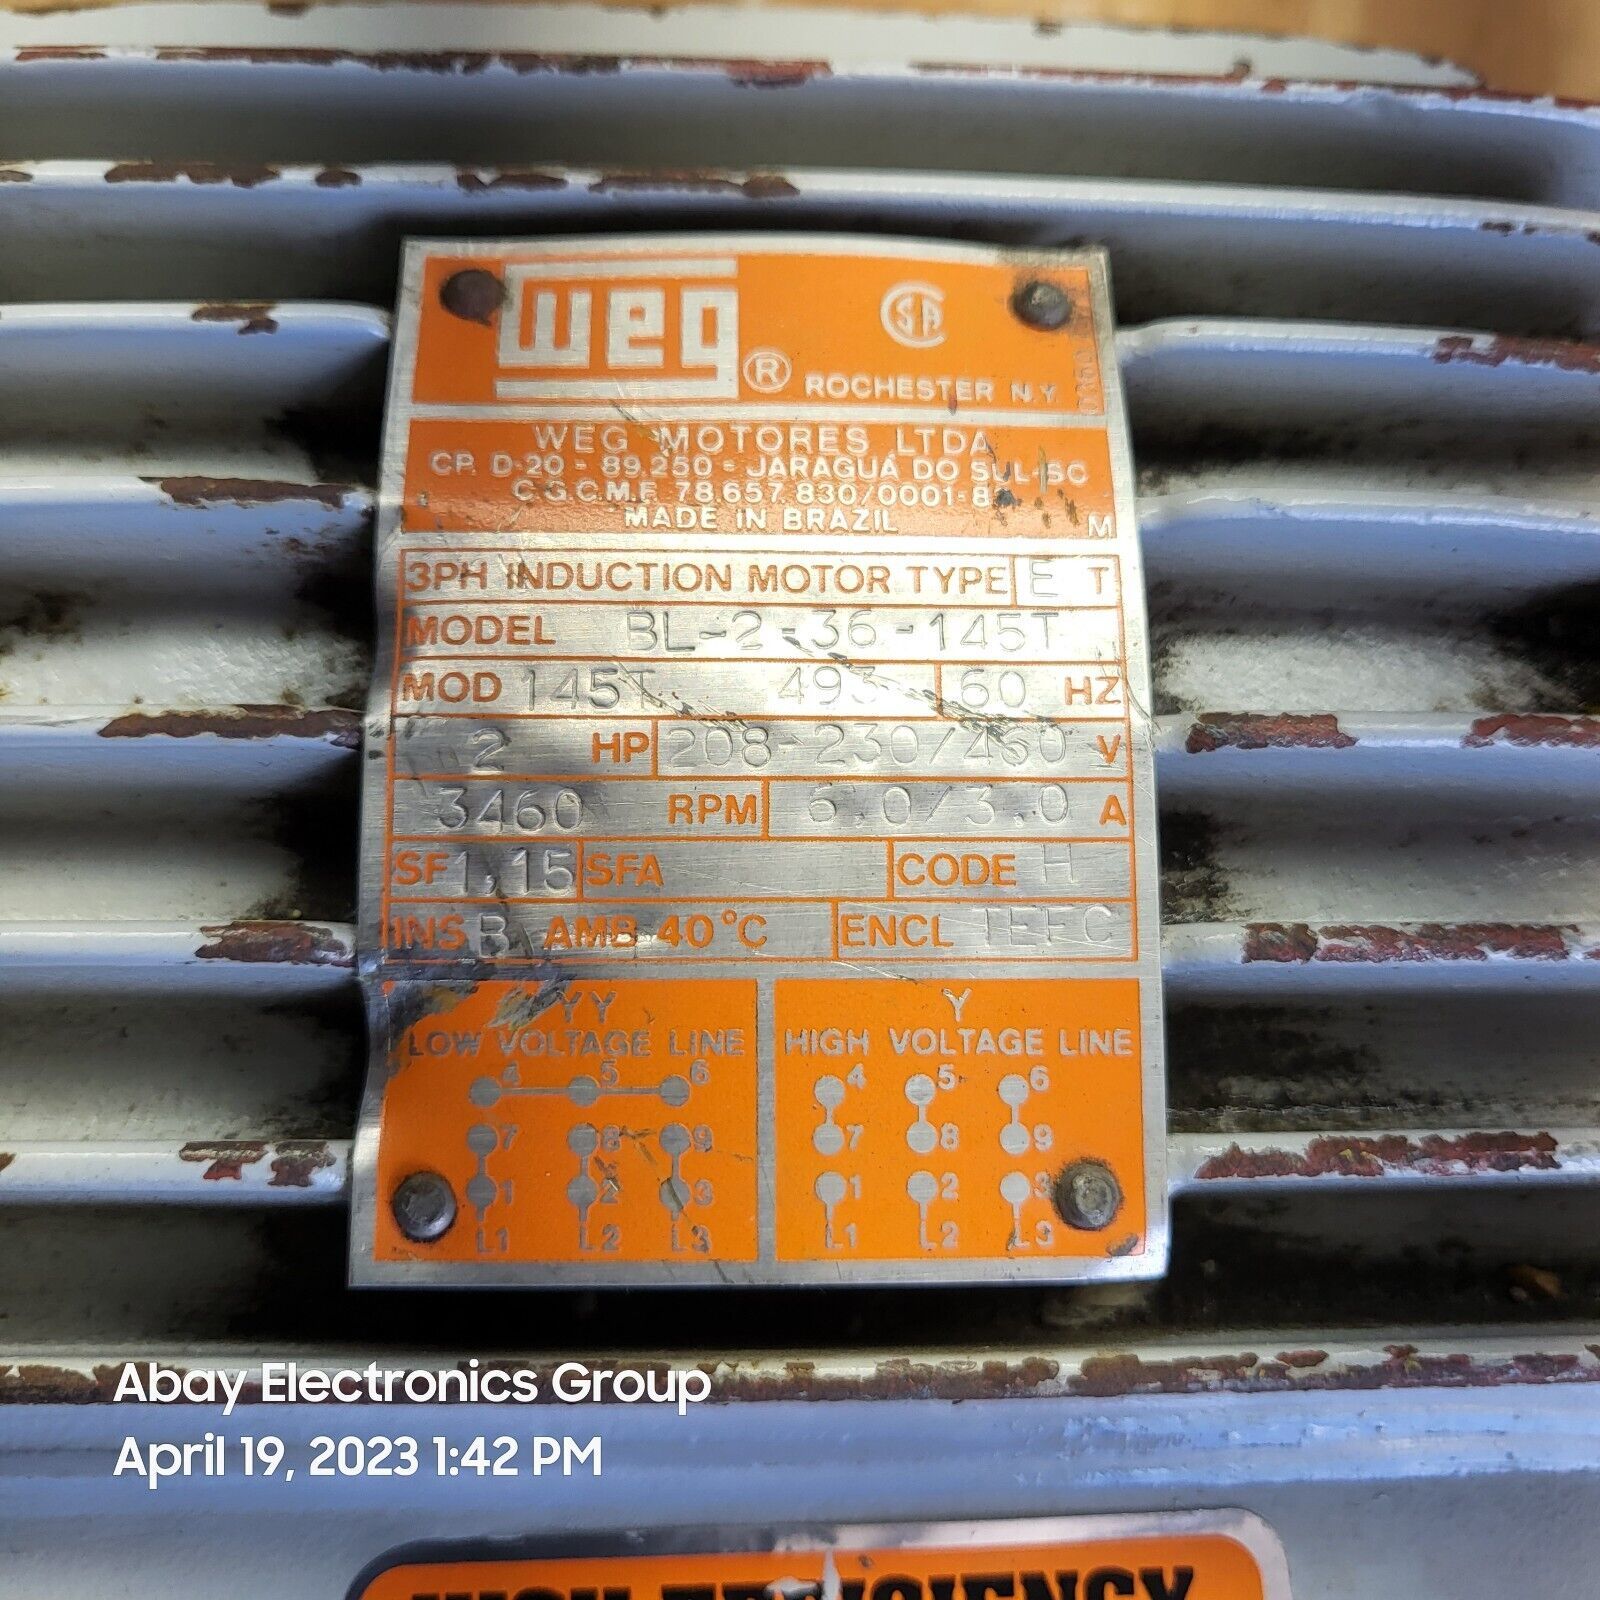 weg ®
CSA
ROCHESTER N.Y.
WEG MOTORES LTDA
CP. D-20 - 89.250 - JARAGUÁ DO SUL-SC
C.G.C.M.F. 78.657.830/0001-8
MADE IN BRAZIL M
3PH INDUCTION MOTOR TYPE E T
MODEL BL-2-36-145T
MOD 145T 493 60 HZ
2 HP 208-230/460 V
3460 RPM 6.0/3.0 A
SF 1,15 SFA CODE H
INS B AMB 40°C ENCL TEFC
YY
LOW VOLTAGE LINE
4 5 6
7 8 9
1 2 3
L1 L2 L3
Y
HIGH VOLTAGE LINE
4 5 6
7 8 9
1 2 3
L1 L2 L3
Abay Electronics Group
April 19, 2023 1:42 PM
HIGH EFFICIENCY